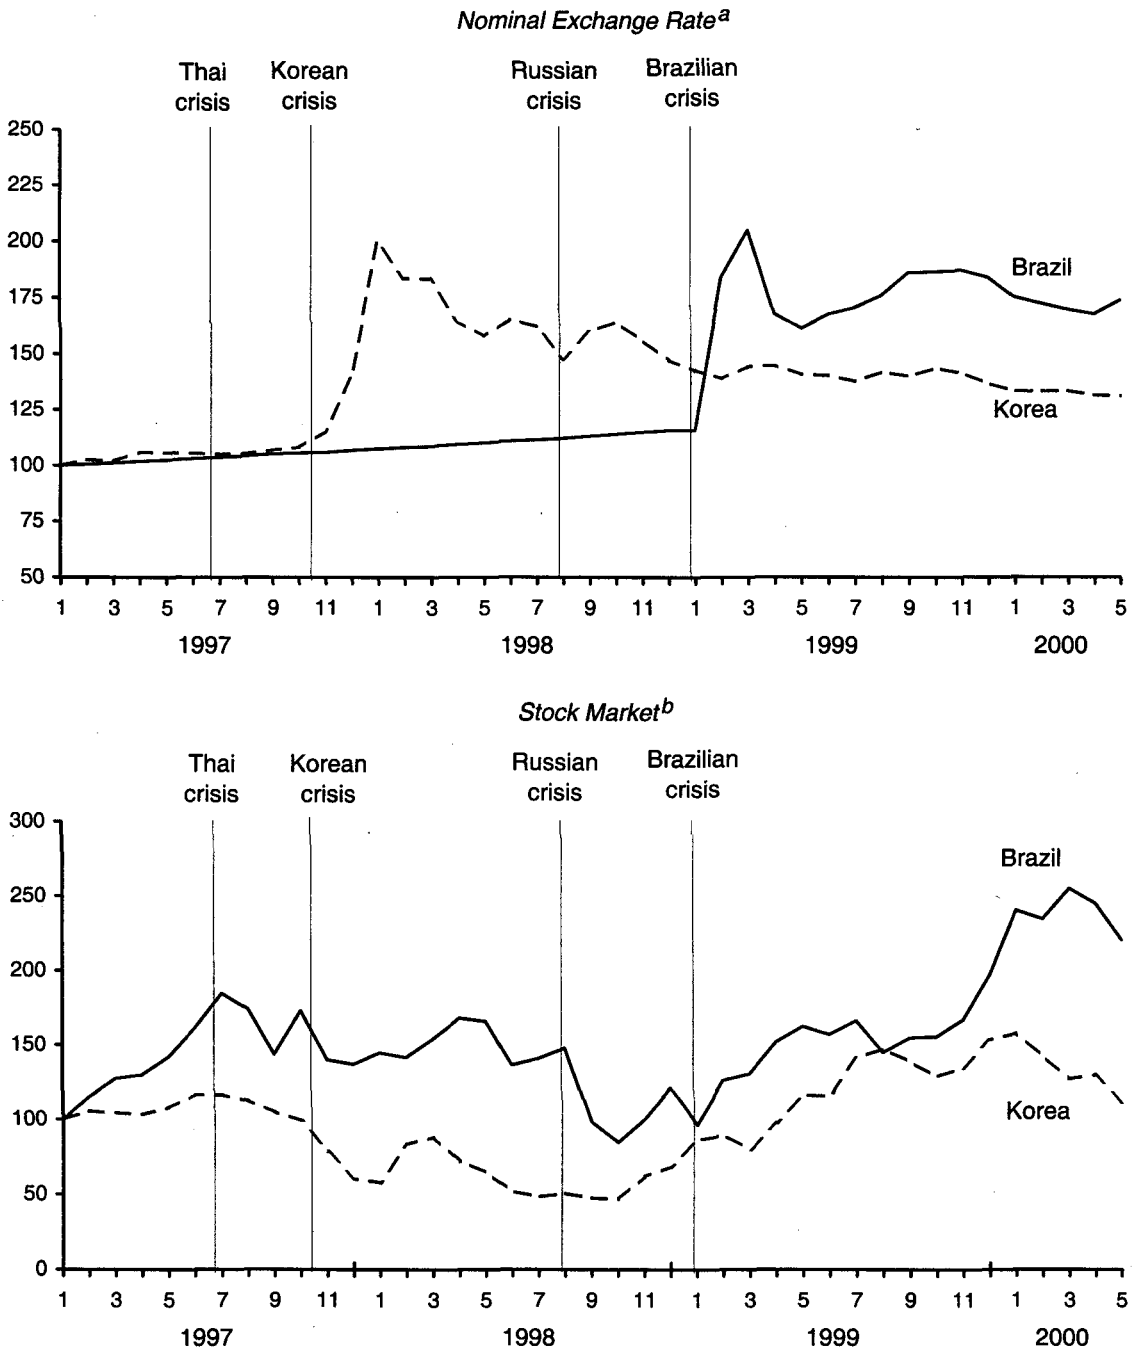 Nominal Exchange Rate a
Thai crisis
Korean crisis
Russian crisis
Brazilian crisis
250
225
200
175
150
125
100
75
50
Brazil
Korea
1 3 5 7 9 11 1 3 5 7 9 11 1 3 5 7 9 11 1 3 5
1997 1998 1999 2000
Stock Market b
Thai crisis
Korean crisis
Russian crisis
Brazilian crisis
300
250
200
150
100
50
0
Brazil
Korea
1 3 5 7 9 11 1 3 5 7 9 11 1 3 5 7 9 11 1 3 5
1997 1998 1999 2000